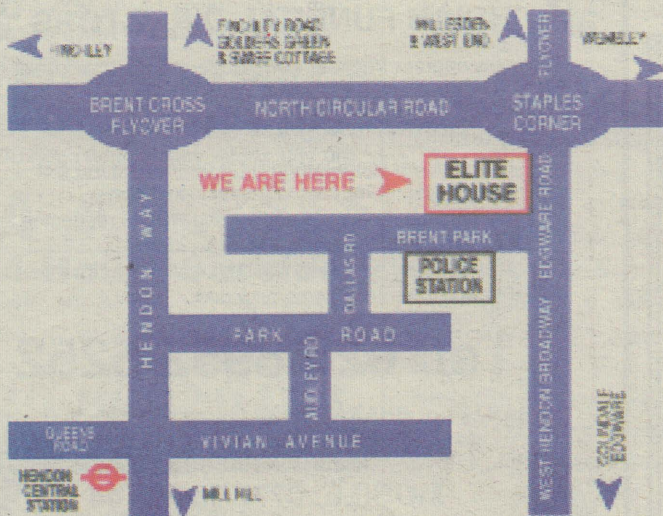 FINCHLEY
FINCHLEY ROAD
GOLDERS GREEN
& SWISS COTTAGE
WILLESDEN
& WEST END
FLYOVER
WEMBLEY
BRENT CROSS
FLYOVER
NORTH CIRCULAR ROAD
STAPLES
CORNER
WE ARE HERE
ELITE
HOUSE
HENDON WAY
EDGWARE ROAD
BRENT PARK
DALLAS RD
POLICE
STATION
PARK ROAD
AUDLEY RD
WEST HENDON BROADWAY
COLINDALE
EDGWARE
QUEENS
ROAD
VIVIAN AVENUE
HENDON
CENTRAL
STATION
MILL HILL